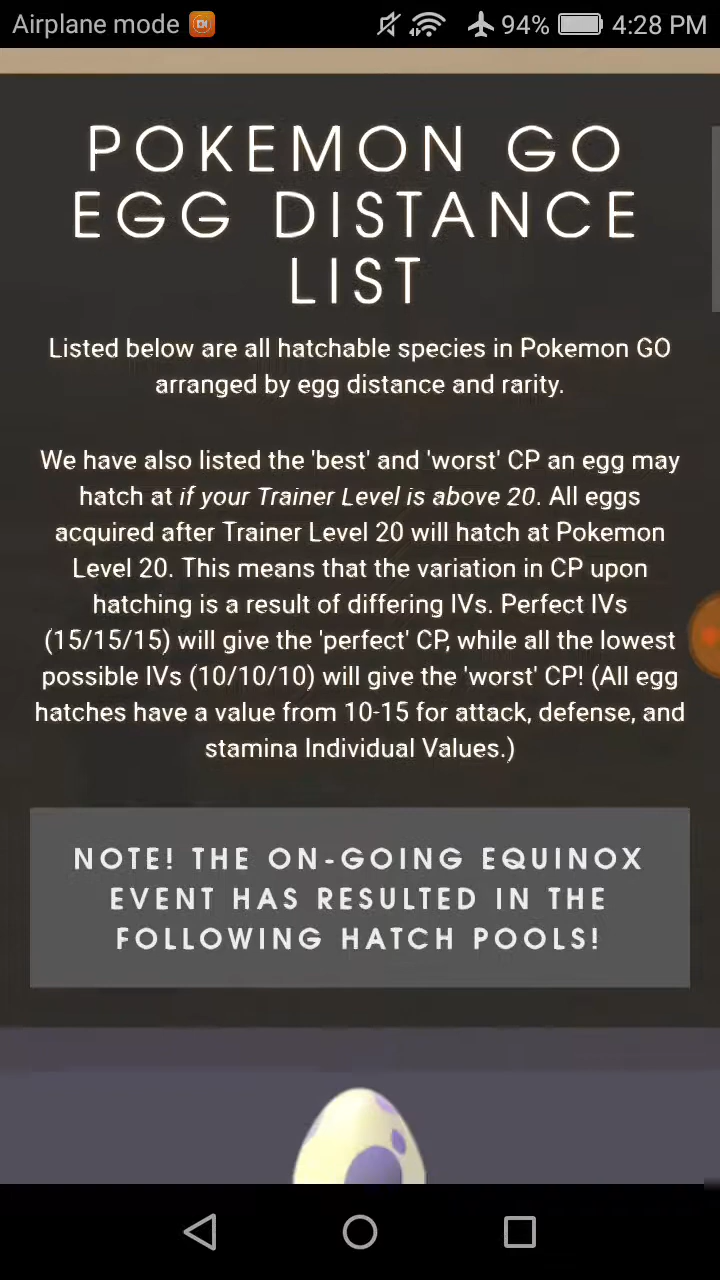 Airplane mode 94% 4:28 PM
POKEMON GO
EGG DISTANCE
LIST
Listed below are all hatchable species in Pokemon GO
arranged by egg distance and rarity.
We have also listed the 'best' and 'worst' CP an egg may
hatch at if your Trainer Level is above 20. All eggs
acquired after Trainer Level 20 will hatch at Pokemon
Level 20. This means that the variation in CP upon
hatching is a result of differing IVs. Perfect IVs
(15/15/15) will give the 'perfect' CP, while all the lowest
possible IVs (10/10/10) will give the 'worst' CP! (All egg
hatches have a value from 10-15 for attack, defense, and
stamina Individual Values.)
NOTE! THE ON-GOING EQUINOX
EVENT HAS RESULTED IN THE
FOLLOWING HATCH POOLS!